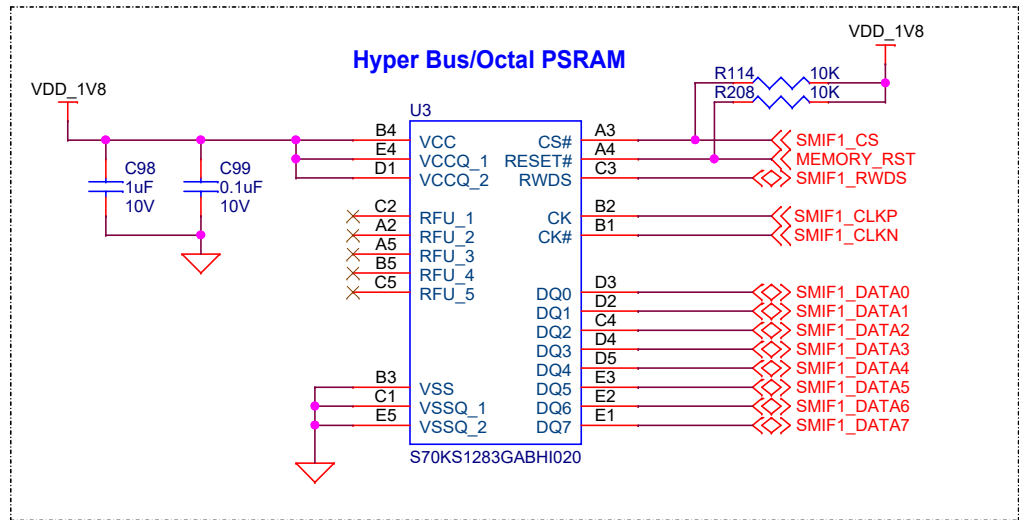 Hyper Bus/Octal PSRAM
VDD_1V8
VDD_1V8
R114 10K
R208 10K
U3
C98
1uF
10V
C99
0.1uF
10V
B4 VCC
E4 VCCQ_1
D1 VCCQ_2
C2 RFU_1
A2 RFU_2
A5 RFU_3
B5 RFU_4
C5 RFU_5
B3 VSS
C1 VSSQ_1
E5 VSSQ_2
CS# A3 SMIF1_CS
RESET# A4 MEMORY_RST
RWDS C3 SMIF1_RWDS
CK B2 SMIF1_CLKP
CK# B1 SMIF1_CLKN
DQ0 D3 SMIF1_DATA0
DQ1 D2 SMIF1_DATA1
DQ2 C4 SMIF1_DATA2
DQ3 D4 SMIF1_DATA3
DQ4 D5 SMIF1_DATA4
DQ5 E3 SMIF1_DATA5
DQ6 E2 SMIF1_DATA6
DQ7 E1 SMIF1_DATA7
S70KS1283GABHI020